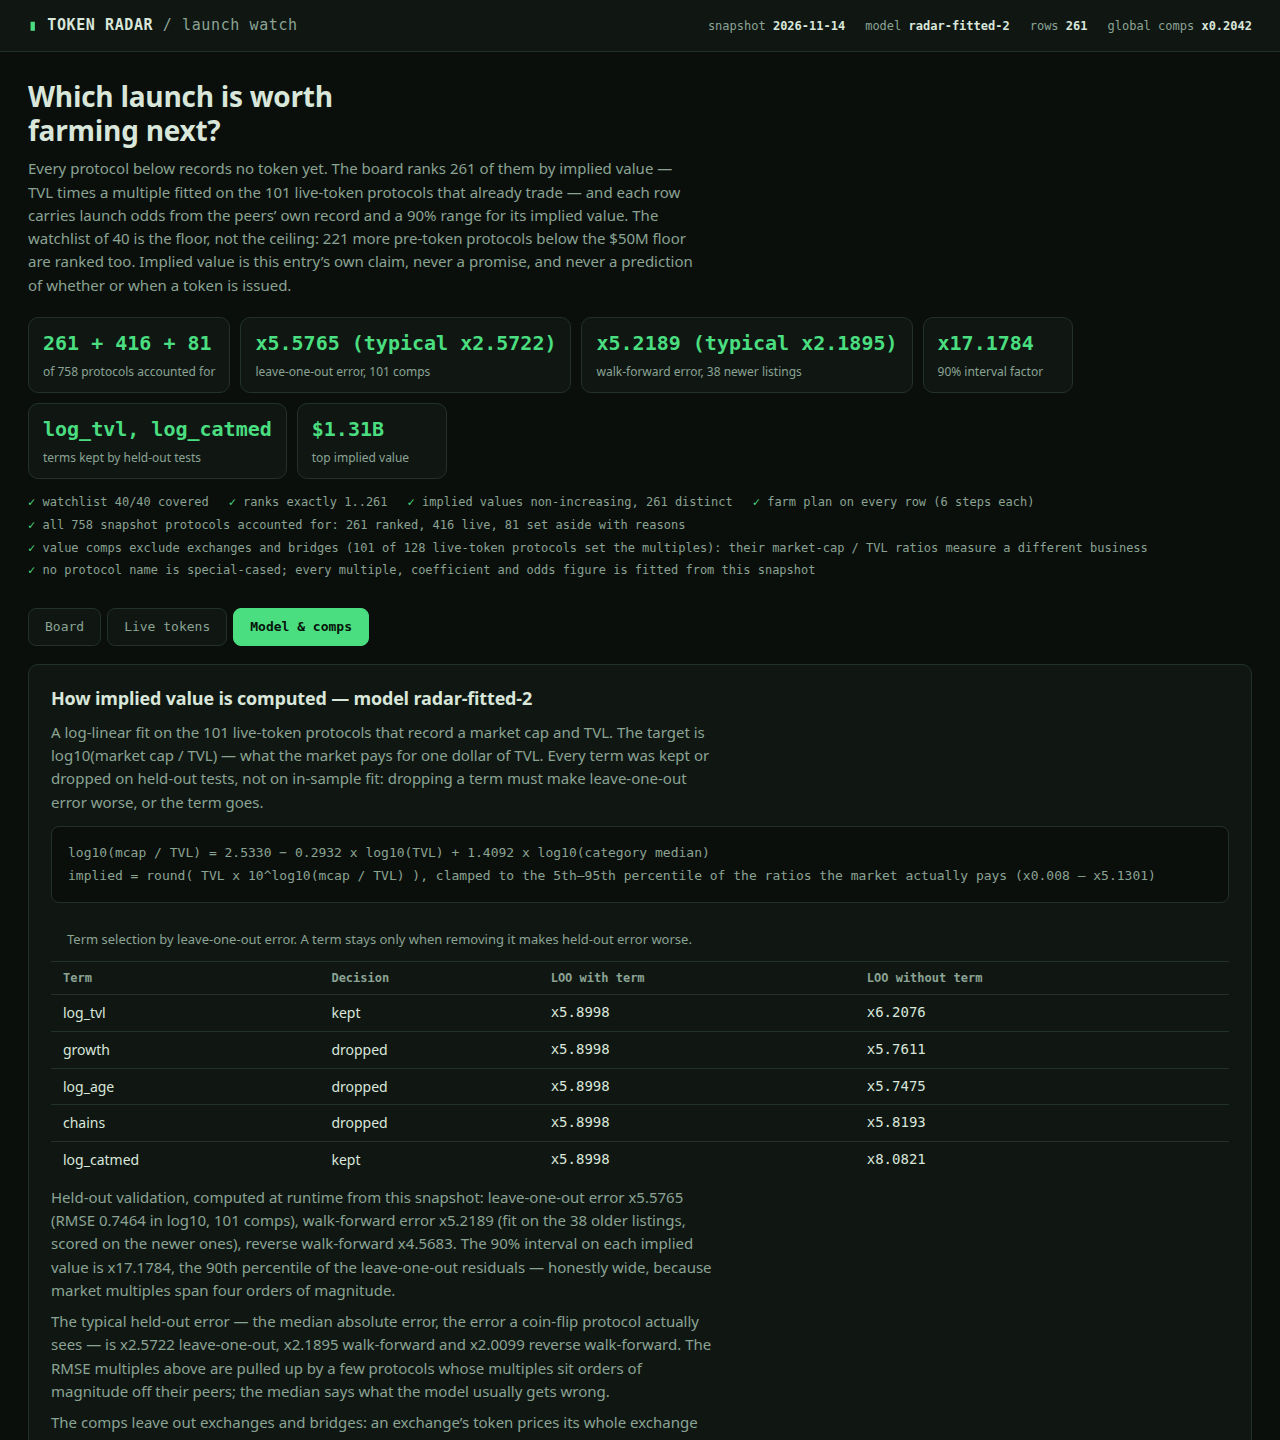 TOKEN RADAR / launch watch
snapshot 2026-11-14 model radar-fitted-2 rows 261 global comps x0.2042
Which launch is worth
farming next?
Every protocol below records no token yet. The board ranks 261 of them by implied value —
TVL times a multiple fitted on the 101 live-token protocols that already trade — and each row
carries launch odds from the peers’ own record and a 90% range for its implied value. The
watchlist of 40 is the floor, not the ceiling: 221 more pre-token protocols below the $50M floor
are ranked too. Implied value is this entry’s own claim, never a promise, and never a prediction
of whether or when a token is issued.
261 + 416 + 81
of 758 protocols accounted for
x5.5765 (typical x2.5722)
leave-one-out error, 101 comps
x5.2189 (typical x2.1895)
walk-forward error, 38 newer listings
x17.1784
90% interval factor
log_tvl, log_catmed
terms kept by held-out tests
$1.31B
top implied value
✓ watchlist 40/40 covered ✓ ranks exactly 1..261 ✓ implied values non-increasing, 261 distinct ✓ farm plan on every row (6 steps each)
✓ all 758 snapshot protocols accounted for: 261 ranked, 416 live, 81 set aside with reasons
✓ value comps exclude exchanges and bridges (101 of 128 live-token protocols set the multiples): their market-cap / TVL ratios measure a different business
✓ no protocol name is special-cased; every multiple, coefficient and odds figure is fitted from this snapshot
Board
Live tokens
Model & comps
How implied value is computed — model radar-fitted-2
A log-linear fit on the 101 live-token protocols that record a market cap and TVL. The target is
log10(market cap / TVL) — what the market pays for one dollar of TVL. Every term was kept or
dropped on held-out tests, not on in-sample fit: dropping a term must make leave-one-out
error worse, or the term goes.
log10(mcap / TVL) = 2.5330 − 0.2932 x log10(TVL) + 1.4092 x log10(category median)
implied = round( TVL x 10^log10(mcap / TVL) ), clamped to the 5th–95th percentile of the ratios the market actually pays (x0.008 – x5.1301)
Term selection by leave-one-out error. A term stays only when removing it makes held-out error worse.
Term Decision LOO with term LOO without term
log_tvl kept x5.8998 x6.2076
growth dropped x5.8998 x5.7611
log_age dropped x5.8998 x5.7475
chains dropped x5.8998 x5.8193
log_catmed kept x5.8998 x8.0821
Held-out validation, computed at runtime from this snapshot: leave-one-out error x5.5765
(RMSE 0.7464 in log10, 101 comps), walk-forward error x5.2189 (fit on the 38 older listings,
scored on the newer ones), reverse walk-forward x4.5683. The 90% interval on each implied
value is x17.1784, the 90th percentile of the leave-one-out residuals — honestly wide, because
market multiples span four orders of magnitude.
The typical held-out error — the median absolute error, the error a coin-flip protocol actually
sees — is x2.5722 leave-one-out, x2.1895 walk-forward and x2.0099 reverse walk-forward. The
RMSE multiples above are pulled up by a few protocols whose multiples sit orders of
magnitude off their peers; the median says what the model usually gets wrong.
The comps leave out exchanges and bridges: an exchange’s token prices its whole exchange